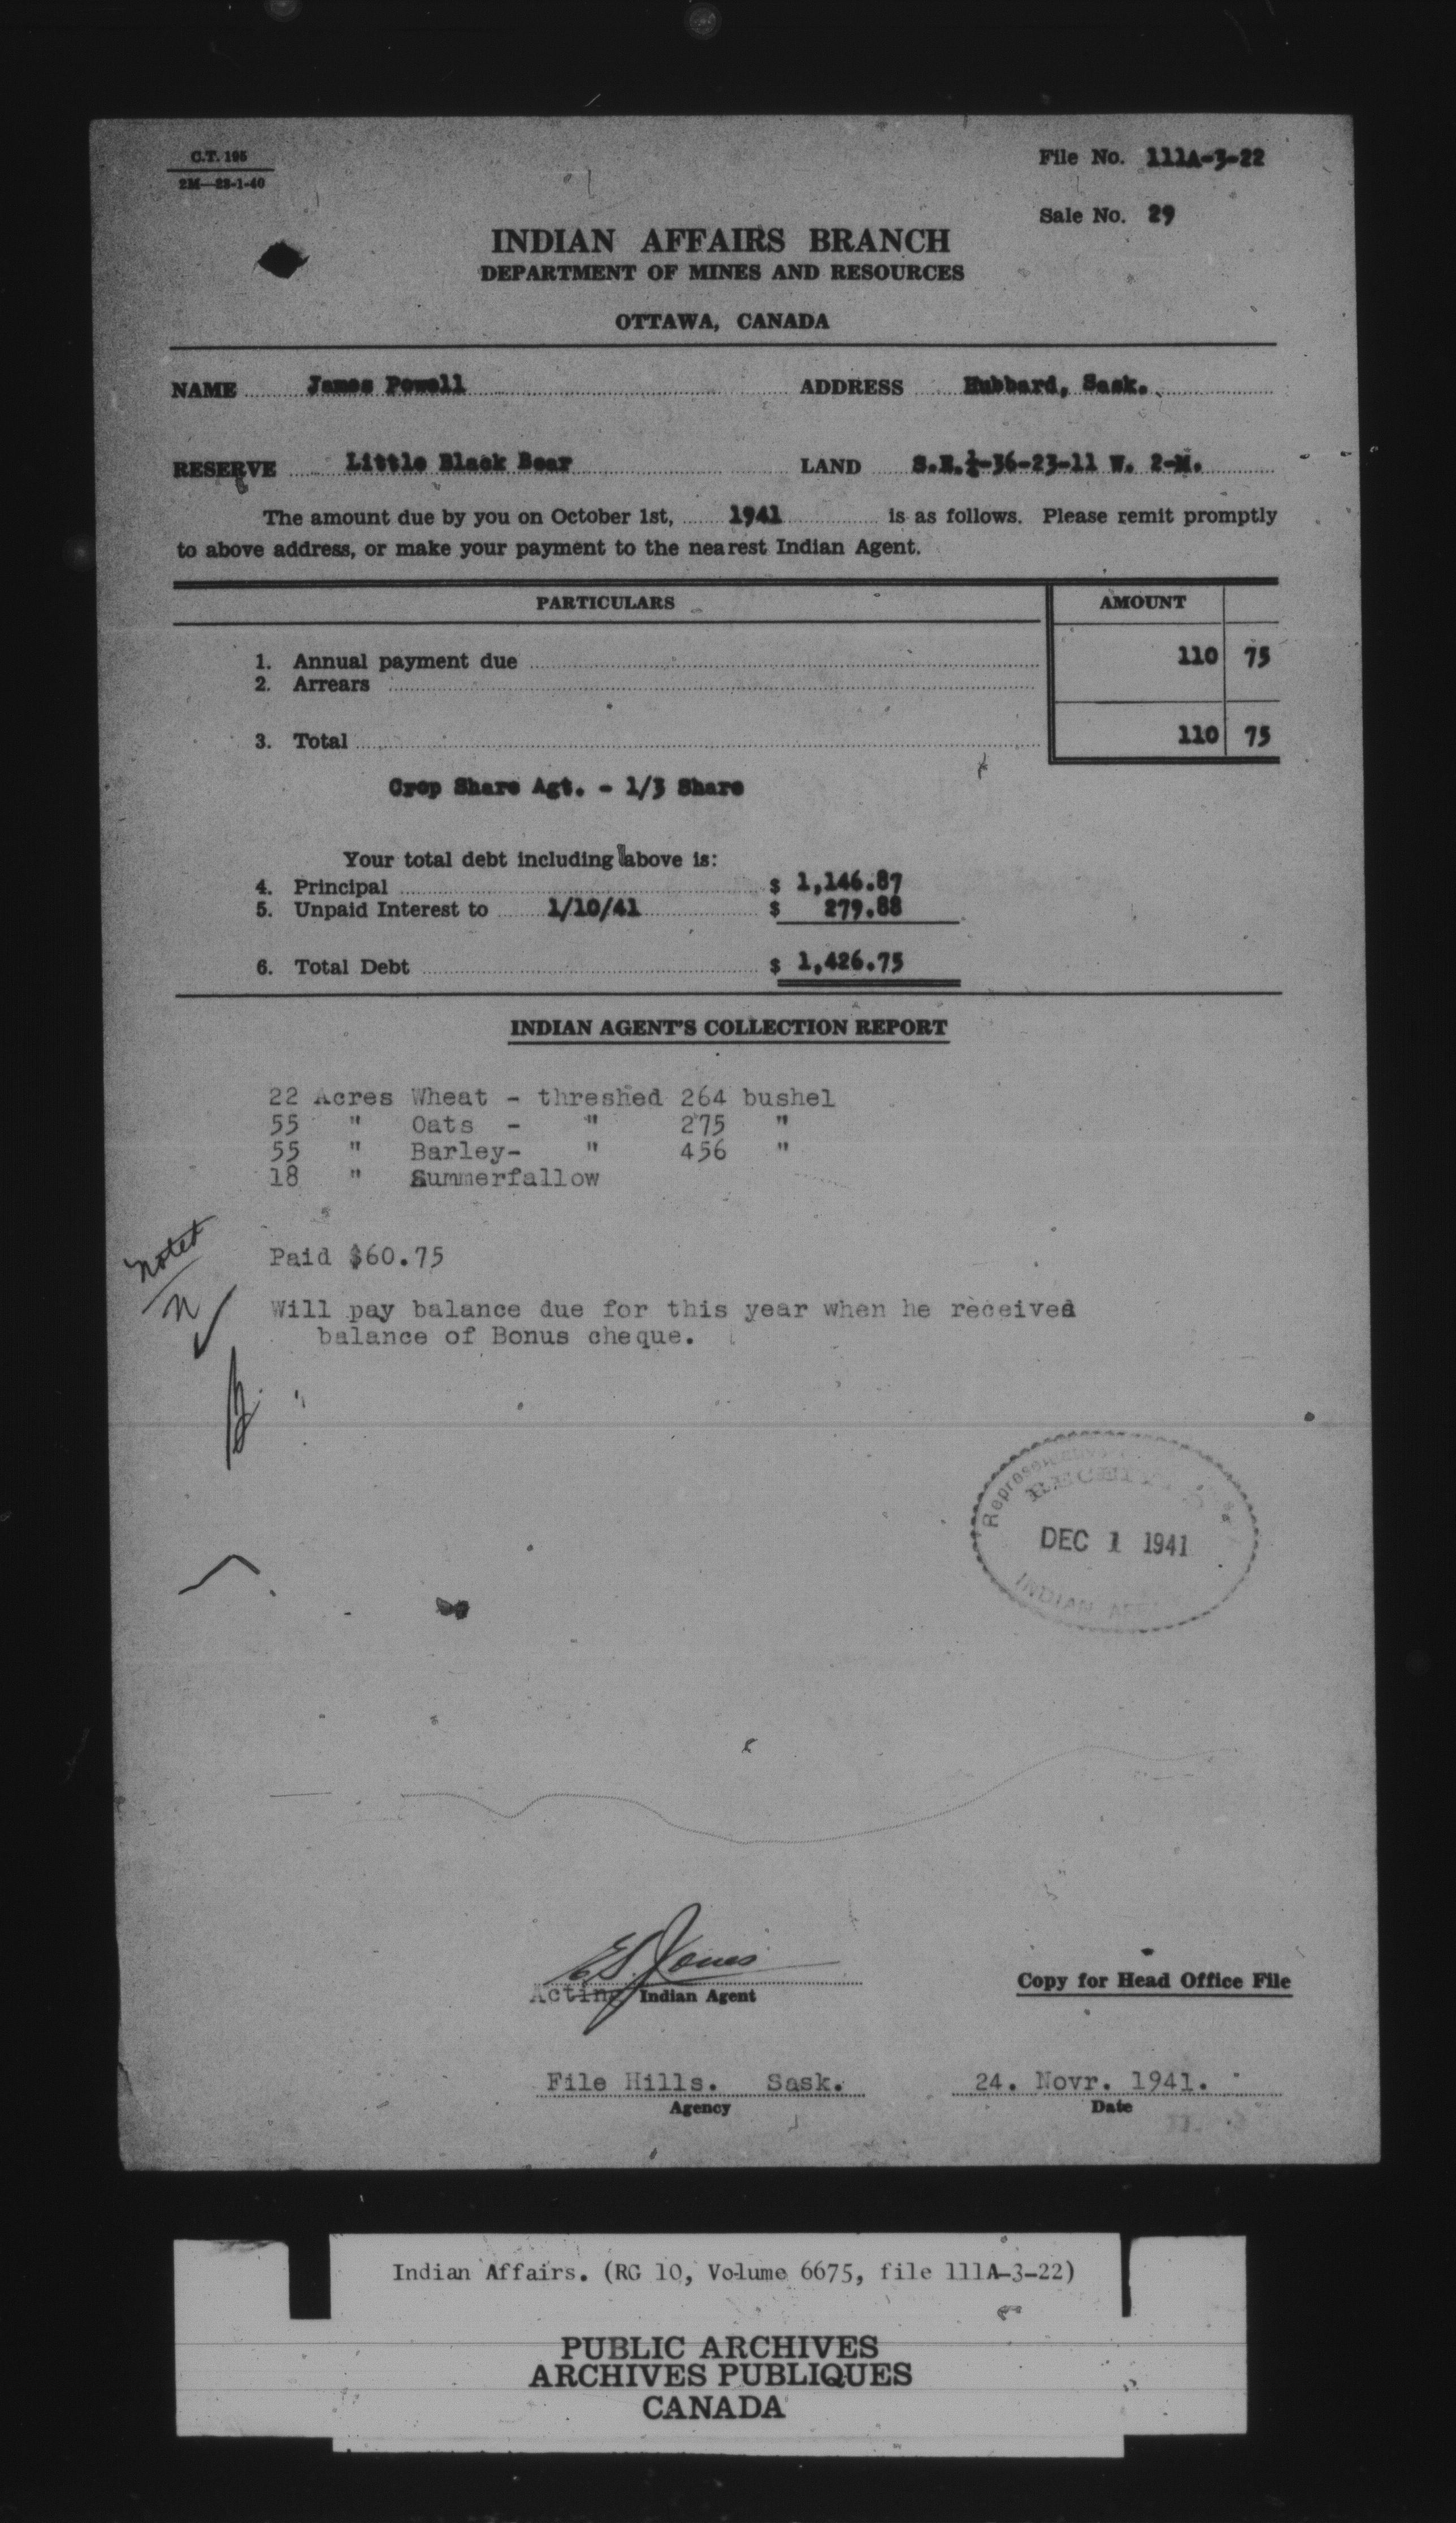 C.T. 195
2M—23-1-40
File No. 111A-3-22
Sale No. 29
INDIAN AFFAIRS BRANCH
DEPARTMENT OF MINES AND RESOURCES
OTTAWA, CANADA
NAME James Powell ADDRESS Hubbard, Sask.
RESERVE Little Black Bear LAND S.E.¼-36-23-11 W. 2-M.
The amount due by you on October 1st, 1941 is as follows. Please remit promptly
to above address, or make your payment to the nearest Indian Agent.
PARTICULARS AMOUNT
1. Annual payment due 110 75
2. Arrears
3. Total 110 75
Crop Share Agt. - 1/3 Share
Your total debt including above is:
4. Principal $ 1,146.87
5. Unpaid Interest to 1/10/41 $ 279.88
6. Total Debt $ 1,426.75
INDIAN AGENT'S COLLECTION REPORT
22 Acres Wheat - threshed 264 bushel
55 " Oats - " 275 "
55 " Barley- " 456 "
18 " Summerfallow
noted
Paid $60.75
Will pay balance due for this year when he received
balance of Bonus cheque.
Representative
RECEIVED
DEC 1 1941
INDIAN
E.S. Jones
Acting Indian Agent
Copy for Head Office File
File Hills. Sask. 24. Novr. 1941.
Agency Date
Indian Affairs. (RG 10, Volume 6675, file 111A-3-22)
PUBLIC ARCHIVES
ARCHIVES PUBLIQUES
CANADA